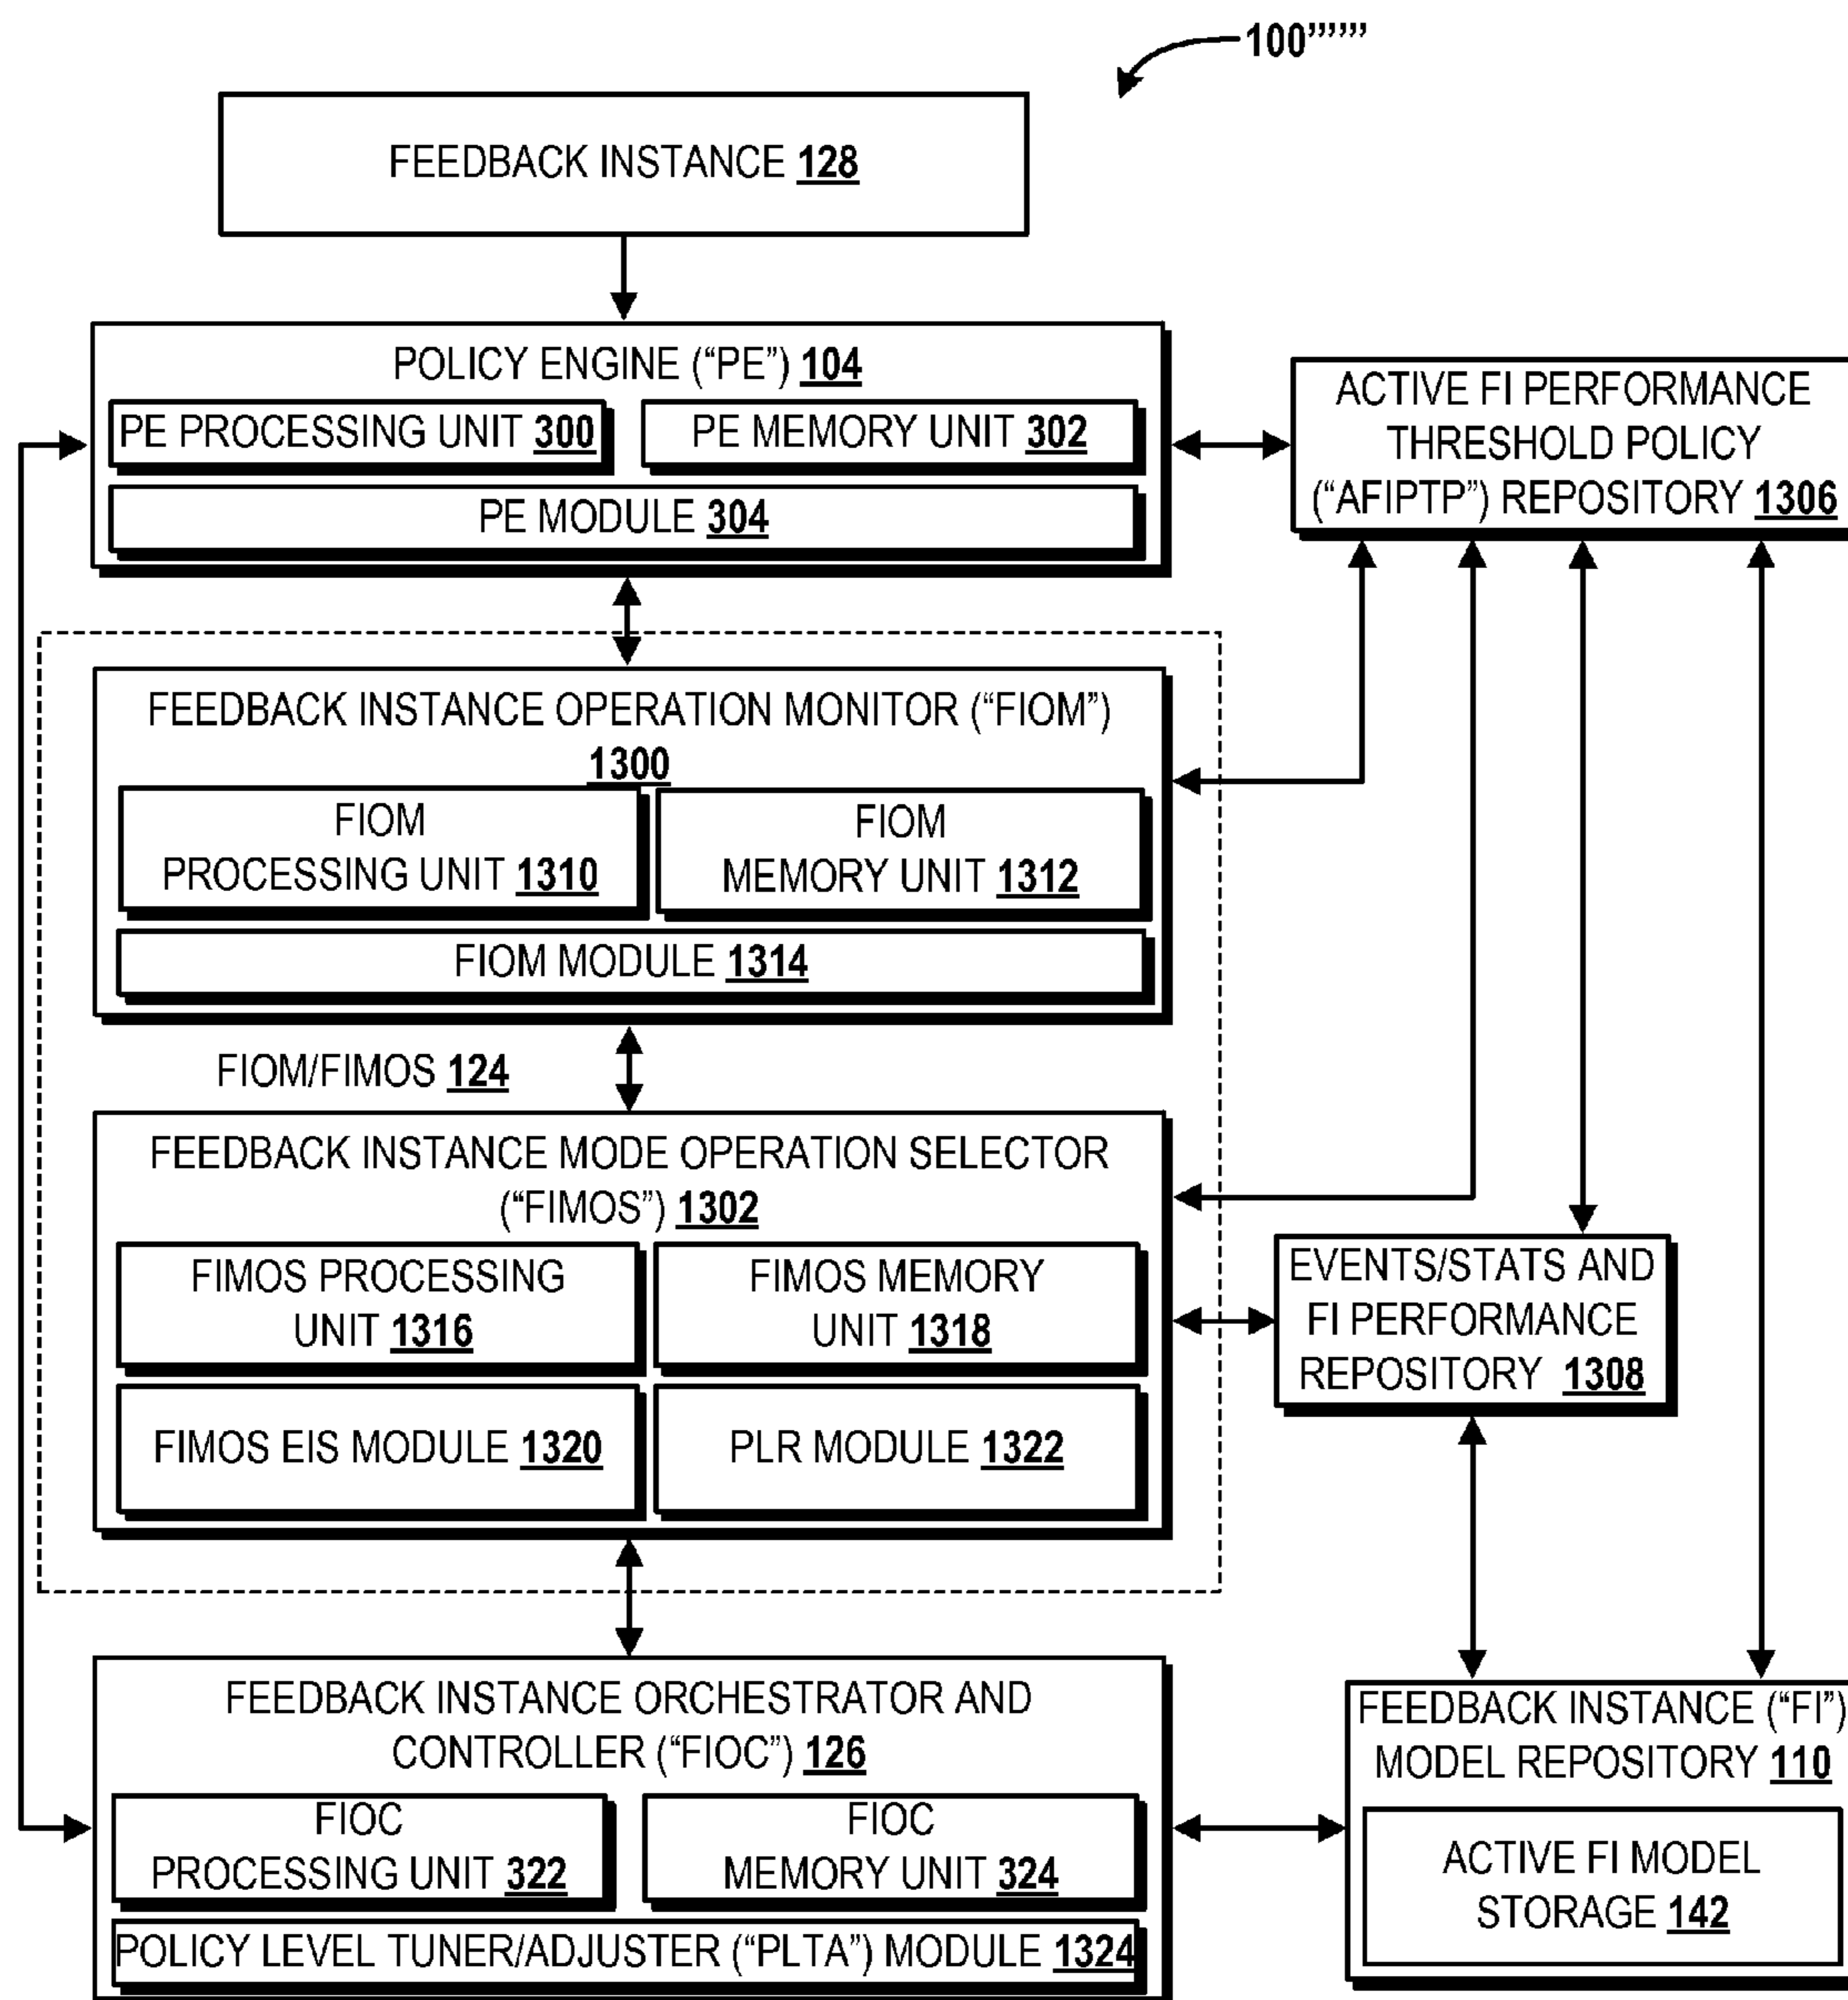 100’’’’’’
FEEDBACK INSTANCE 128
POLICY ENGINE (“PE”) 104
PE PROCESSING UNIT 300
PE MEMORY UNIT 302
PE MODULE 304
ACTIVE FI PERFORMANCE
THRESHOLD POLICY
(“AFIPTP”) REPOSITORY 1306
FEEDBACK INSTANCE OPERATION MONITOR (“FIOM”)
1300
FIOM
PROCESSING UNIT 1310
FIOM
MEMORY UNIT 1312
FIOM MODULE 1314
FIOM/FIMOS 124
FEEDBACK INSTANCE MODE OPERATION SELECTOR
(“FIMOS”) 1302
FIMOS PROCESSING
UNIT 1316
FIMOS MEMORY
UNIT 1318
FIMOS EIS MODULE 1320
PLR MODULE 1322
EVENTS/STATS AND
FI PERFORMANCE
REPOSITORY 1308
FEEDBACK INSTANCE ORCHESTRATOR AND
CONTROLLER (“FIOC”) 126
FIOC
PROCESSING UNIT 322
FIOC
MEMORY UNIT 324
POLICY LEVEL TUNER/ADJUSTER (“PLTA”) MODULE 1324
FEEDBACK INSTANCE (“FI”)
MODEL REPOSITORY 110
ACTIVE FI MODEL
STORAGE 142